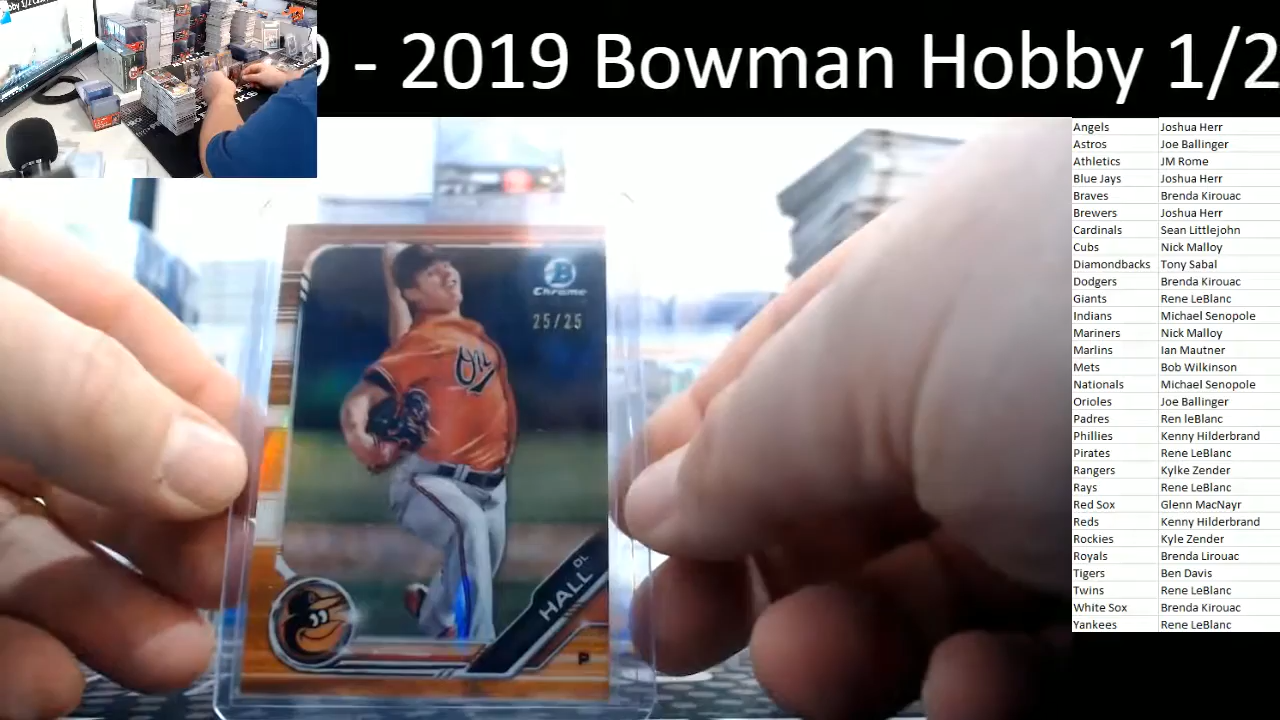 - 2019 Bowman Hobby 1/2
Angels Joshua Herr
Astros Joe Ballinger
Athletics JM Rome
Blue Jays Joshua Herr
Braves Brenda Kirouac
Brewers Joshua Herr
Cardinals Sean Littlejohn
Cubs Nick Malloy
Diamondbacks Tony Sabal
Dodgers Brenda Kirouac
Giants Rene LeBlanc
Indians Michael Senopole
Mariners Nick Malloy
Marlins Ian Mautner
Mets Bob Wilkinson
Nationals Michael Senopole
Orioles Joe Ballinger
Padres Ren leBlanc
Phillies Kenny Hilderbrand
Pirates Rene LeBlanc
Rangers Kylke Zender
Rays Rene LeBlanc
Red Sox Glenn MacNayr
Reds Kenny Hilderbrand
Rockies Kyle Zender
Royals Brenda Lirouac
Tigers Ben Davis
Twins Rene LeBlanc
White Sox Brenda Kirouac
Yankees Rene LeBlanc
B
Chrome
25/25
DL
HALL
P